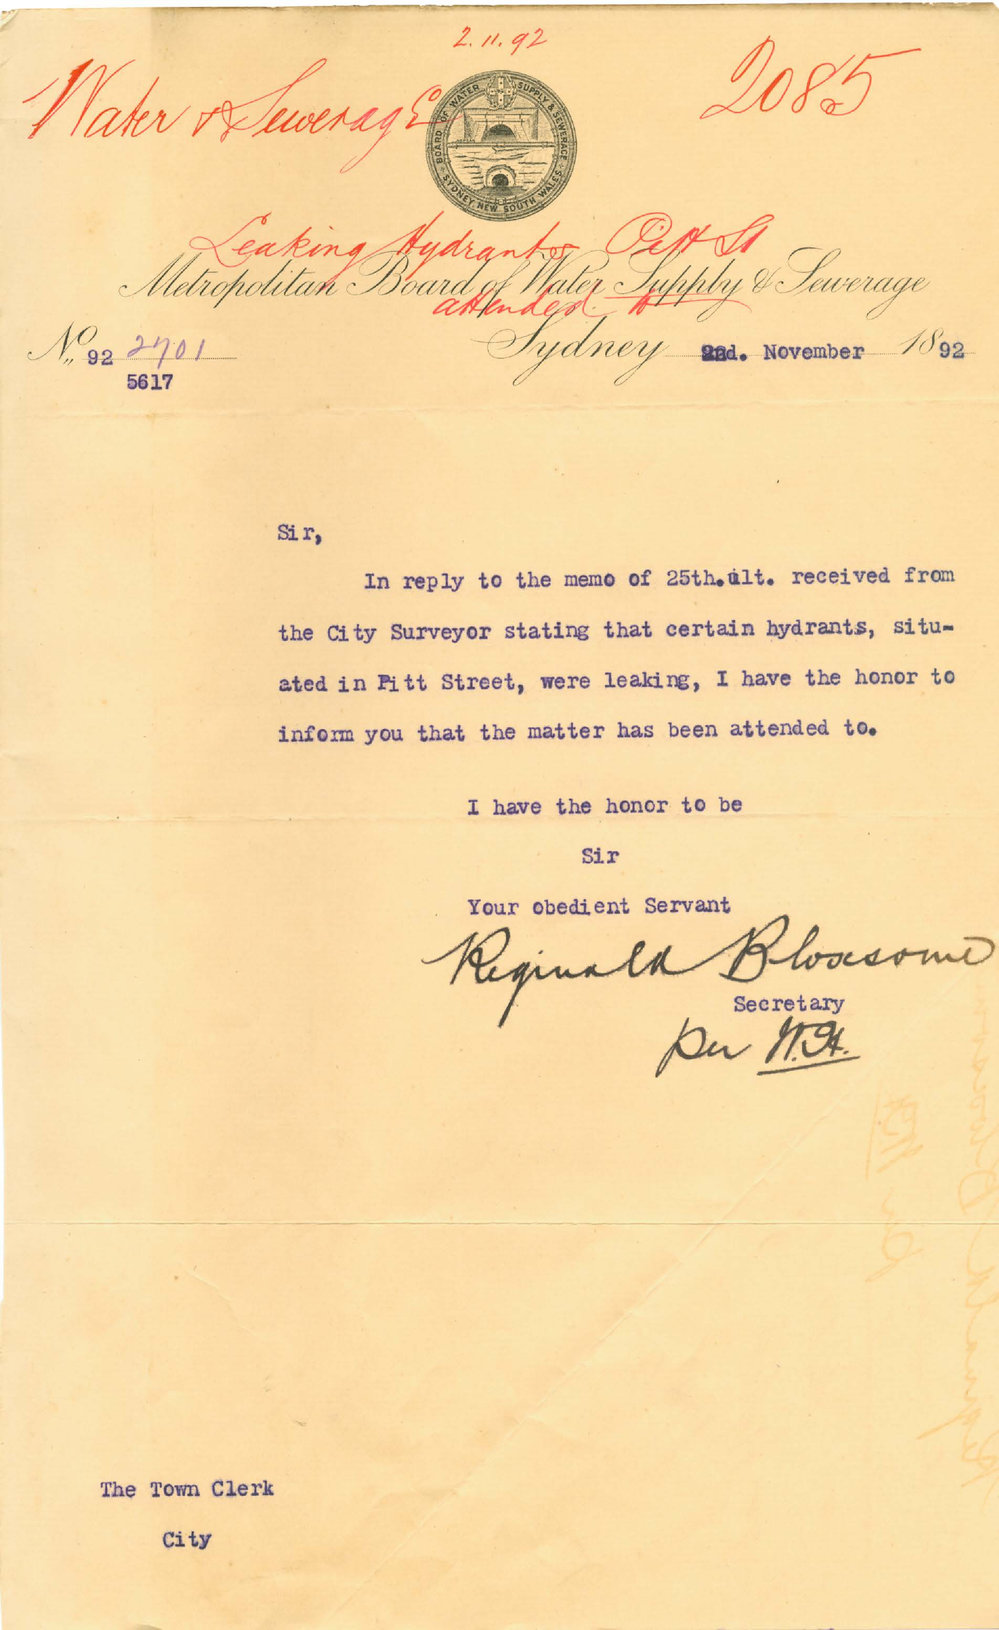 2.11.92
Water & Sewerage
2085
BOARD OF WATER SUPPLY & SEWERAGE
SYDNEY, NEW SOUTH WALES
Leaking Hydrants Pitt St
Metropolitan Board of Water Supply & Sewerage
attended to
No. 92 2701
5617
Sydney 2nd. November 1892
Sir,
In reply to the memo of 25th.ult. received from
the City Surveyor stating that certain hydrants, situ-
ated in Pitt Street, were leaking, I have the honor to
inform you that the matter has been attended to.
I have the honor to be
Sir
Your obedient Servant
Reginald Bloxsome
Secretary
per W.H.
The Town Clerk
City